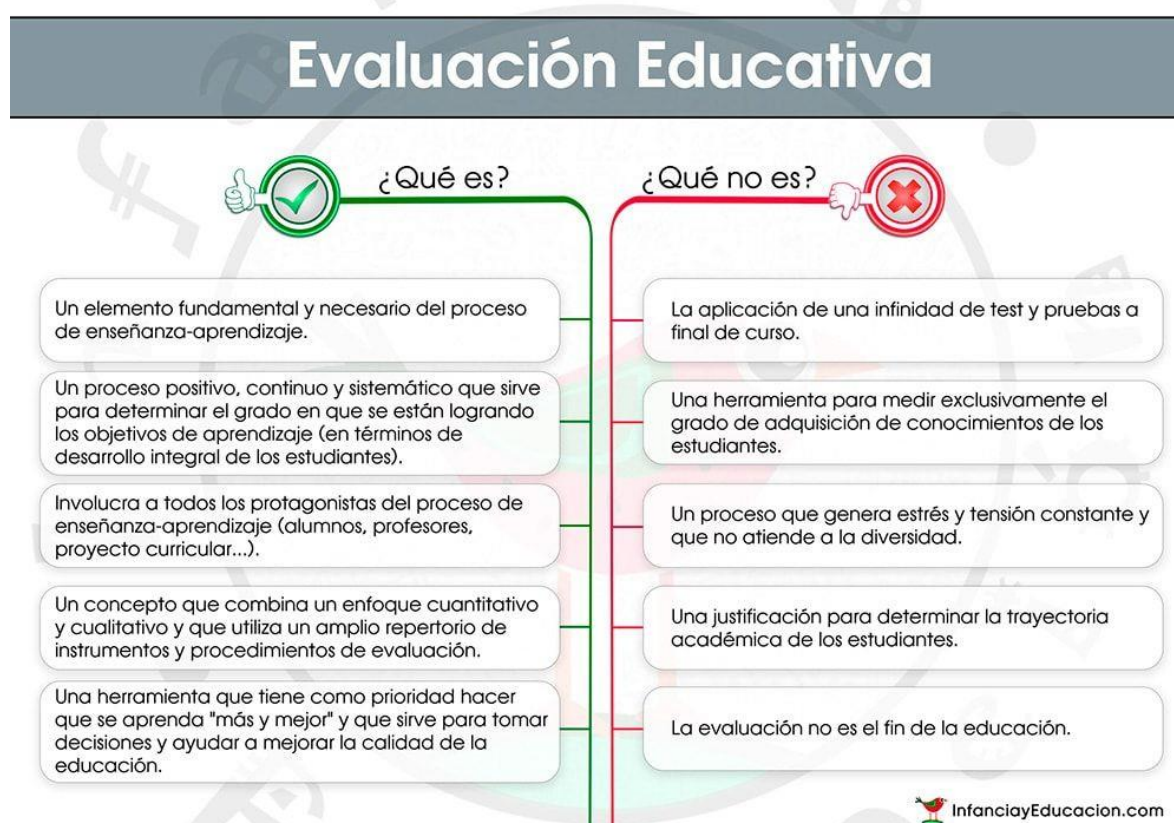 Evaluación Educativa
¿Qué es?
Un elemento fundamental y necesario del proceso
de enseñanza-aprendizaje.
Un proceso positivo, continuo y sistemático que sirve
para determinar el grado en que se están logrando
los objetivos de aprendizaje (en términos de
desarrollo integral de los estudiantes).
Involucra a todos los protagonistas del proceso de
enseñanza-aprendizaje (alumnos, profesores,
proyecto curricular...).
Un concepto que combina un enfoque cuantitativo
y cualitativo y que utiliza un amplio repertorio de
instrumentos y procedimientos de evaluación.
Una herramienta que tiene como prioridad hacer
que se aprenda "más y mejor" y que sirve para tomar
decisiones y ayudar a mejorar la calidad de la
educación.
¿Qué no es?
La aplicación de una infinidad de test y pruebas a
final de curso.
Una herramienta para medir exclusivamente el
grado de adquisición de conocimientos de los
estudiantes.
Un proceso que genera estrés y tensión constante y
que no atiende a la diversidad.
Una justificación para determinar la trayectoria
académica de los estudiantes.
La evaluación no es el fin de la educación.
InfanciayEducacion.com